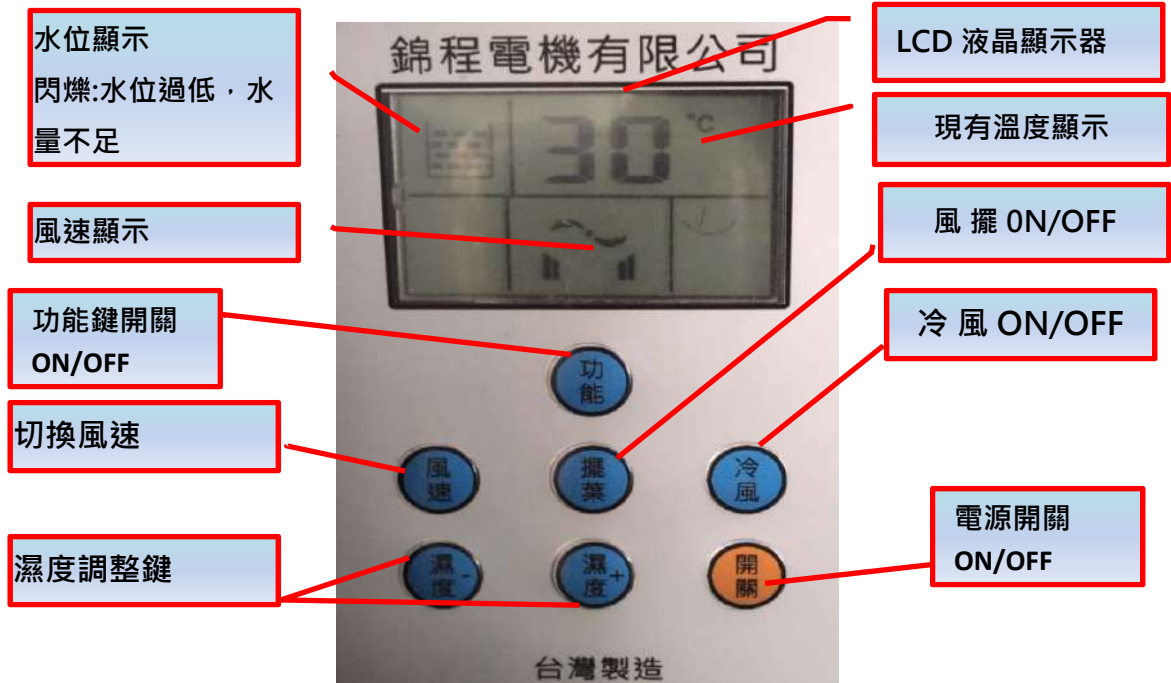 水位顯示
閃爍:水位過低，水
量不足
風速顯示
功能鍵開關
ON/OFF
切換風速
濕度調整鍵
錦程電機有限公司
30 °C
功能
風速
擺葉
冷風
濕度-
濕度+
開關
台灣製造
LCD 液晶顯示器
現有溫度顯示
風 擺 0N/OFF
冷 風 ON/OFF
電源開關
ON/OFF